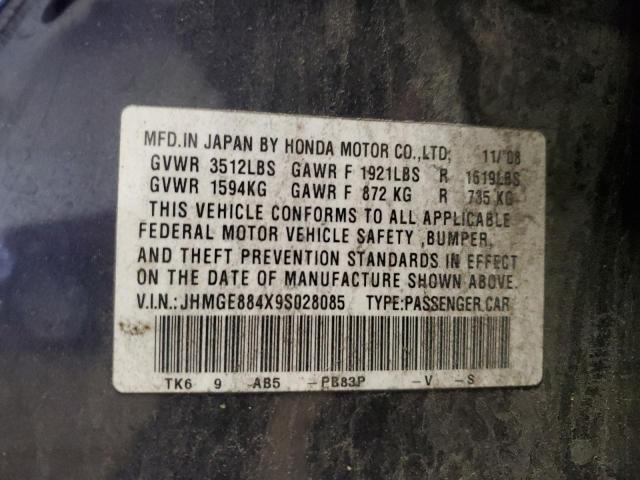 MFD.IN JAPAN BY HONDA MOTOR CO.,LTD; 11/'08
GVWR 3512LBS GAWR F 1921LBS R 1619LBS
GVWR 1594KG GAWR F 872 KG R 735 KG
THIS VEHICLE CONFORMS TO ALL APPLICABLE
FEDERAL MOTOR VEHICLE SAFETY ,BUMPER,
AND THEFT PREVENTION STANDARDS IN EFFECT
ON THE DATE OF MANUFACTURE SHOWN ABOVE.
V.I.N.:JHMGE884X9S028085 TYPE:PASSENGER CAR
TK6 9 -AB5 -PB83P -V -S